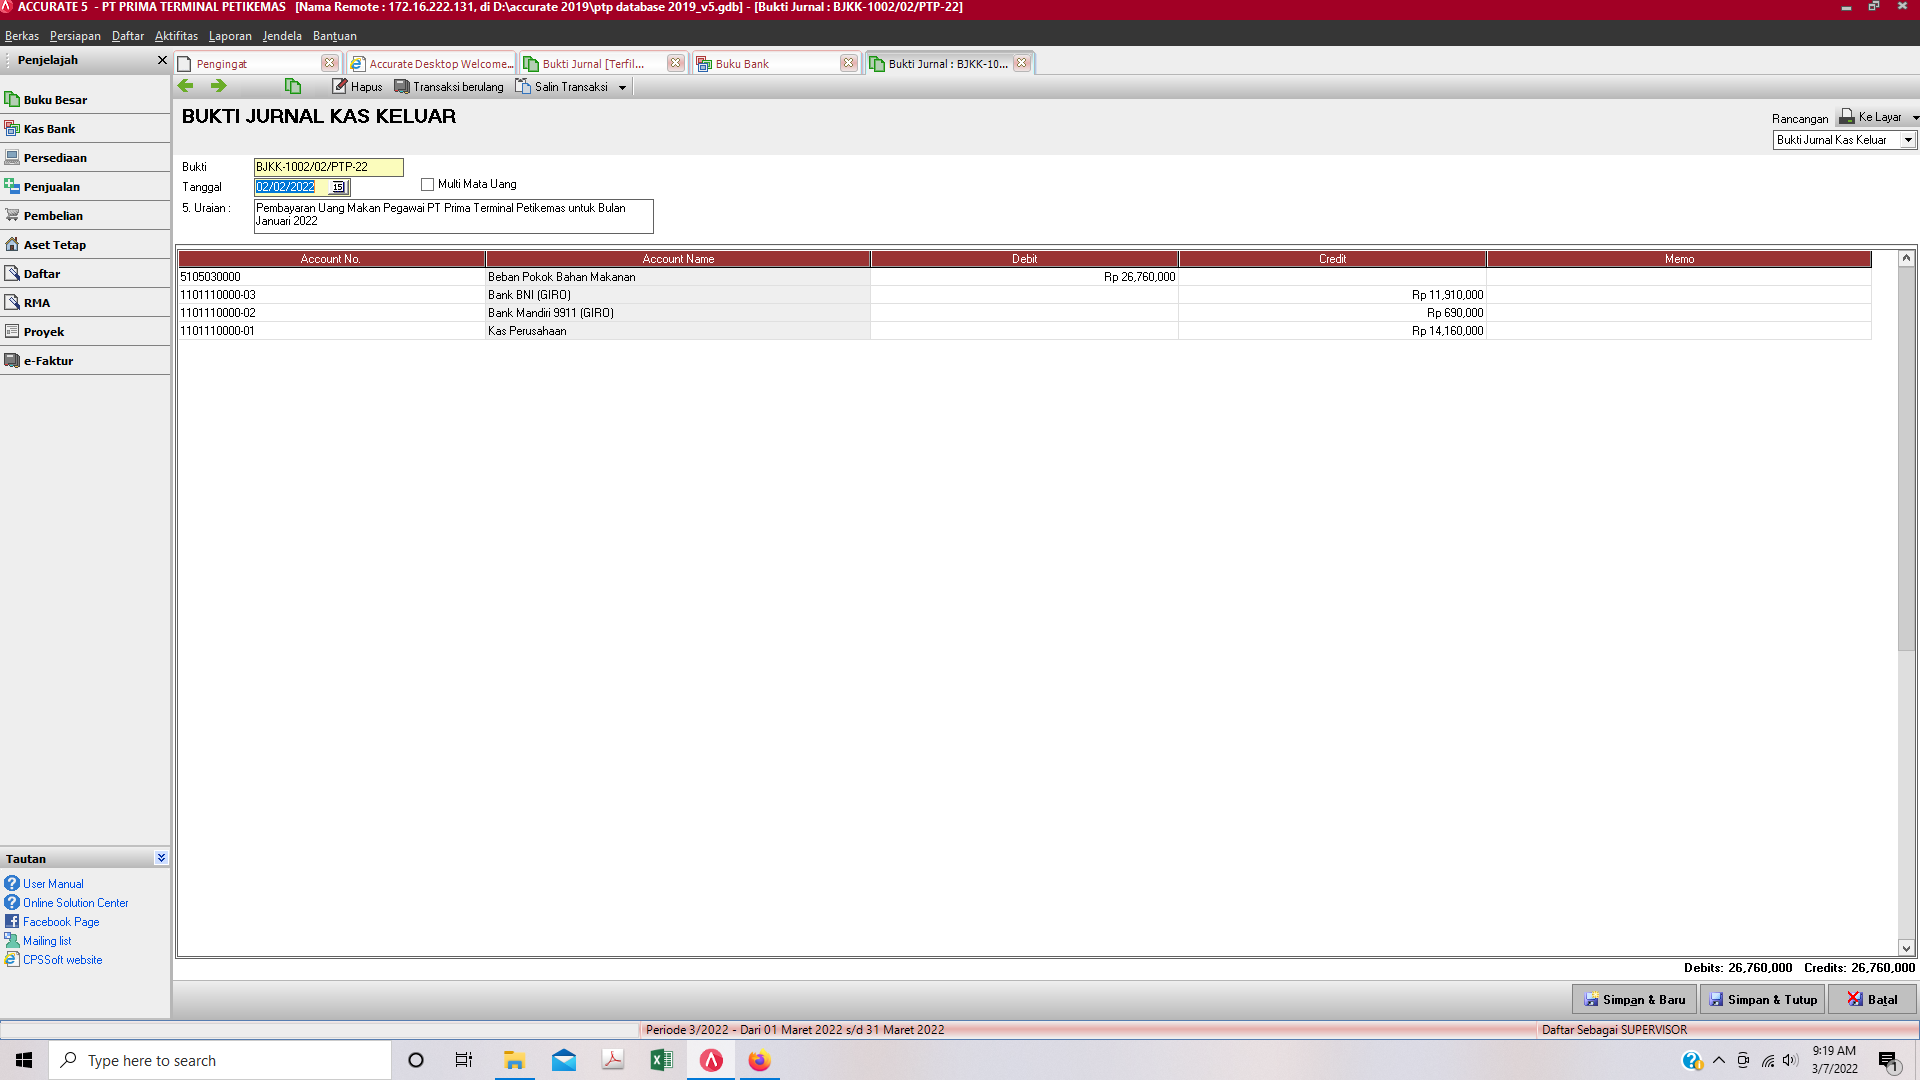 ACCURATE 5 - PT PRIMA TERMINAL PETIKEMAS [Nama Remote : 172.16.222.131, di D:\accurate 2019\ptp database 2019_v5.gdb] - [Bukti Jurnal : BJKK-1002/02/PTP-22]
Berkas Persiapan Daftar Aktifitas Laporan Jendela Bantuan
Penjelajah
Pengingat
Accurate Desktop Welcome...
Bukti Jurnal [Terfil...
Buku Bank
Bukti Jurnal : BJKK-10...
Hapus Transaksi berulang Salin Transaksi
Buku Besar
Kas Bank
Persediaan
Penjualan
Pembelian
Aset Tetap
Daftar
RMA
Proyek
e-Faktur
BUKTI JURNAL KAS KELUAR
Rancangan Ke Layar
Bukti Jurnal Kas Keluar
Bukti BJKK-1002/02/PTP-22
Tanggal 02/02/2022 15 Multi Mata Uang
5. Uraian : Pembayaran Uang Makan Pegawai PT Prima Terminal Petikemas untuk Bulan
Januari 2022
Account No. Account Name Debit Credit Memo
5105030000 Beban Pokok Bahan Makanan Rp 26,760,000
1101110000-03 Bank BNI (GIRO) Rp 11,910,000
1101110000-02 Bank Mandiri 9911 (GIRO) Rp 690,000
1101110000-01 Kas Perusahaan Rp 14,160,000
Tautan
User Manual
Online Solution Center
Facebook Page
Mailing list
CPSSoft website
Debits: 26,760,000 Credits: 26,760,000
Simpan & Baru Simpan & Tutup Batal
Periode 3/2022 - Dari 01 Maret 2022 s/d 31 Maret 2022
Daftar Sebagai SUPERVISOR
Type here to search
9:19 AM
3/7/2022
1